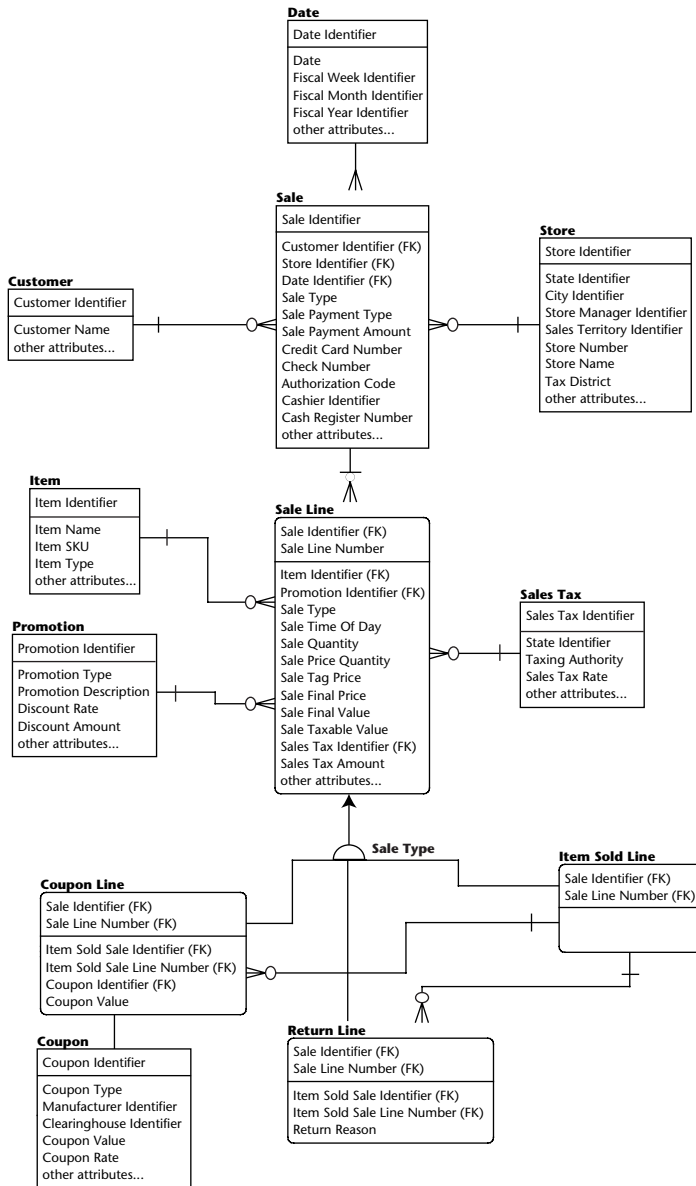 Date
Date Identifier
Date
Fiscal Week Identifier
Fiscal Month Identifier
Fiscal Year Identifier
other attributes...
Sale
Sale Identifier
Customer Identifier (FK)
Store Identifier (FK)
Date Identifier (FK)
Sale Type
Sale Payment Type
Sale Payment Amount
Credit Card Number
Check Number
Authorization Code
Cashier Identifier
Cash Register Number
other attributes...
Store
Store Identifier
State Identifier
City Identifier
Store Manager Identifier
Sales Territory Identifier
Store Number
Store Name
Tax District
other attributes...
Customer
Customer Identifier
Customer Name
other attributes...
Item
Item Identifier
Item Name
Item SKU
Item Type
other attributes...
Sale Line
Sale Identifier (FK)
Sale Line Number
Item Identifier (FK)
Promotion Identifier (FK)
Sale Type
Sale Time Of Day
Sale Quantity
Sale Price Quantity
Sale Tag Price
Sale Final Price
Sale Final Value
Sale Taxable Value
Sales Tax Identifier (FK)
Sales Tax Amount
other attributes...
Sales Tax
Sales Tax Identifier
State Identifier
Taxing Authority
Sales Tax Rate
other attributes...
Promotion
Promotion Identifier
Promotion Type
Promotion Description
Discount Rate
Discount Amount
other attributes...
Sale Type
Item Sold Line
Sale Identifier (FK)
Sale Line Number (FK)
Coupon Line
Sale Identifier (FK)
Sale Line Number (FK)
Item Sold Sale Identifier (FK)
Item Sold Sale Line Number (FK)
Coupon Identifier (FK)
Coupon Value
Return Line
Sale Identifier (FK)
Sale Line Number (FK)
Item Sold Sale Identifier (FK)
Item Sold Sale Line Number (FK)
Return Reason
Coupon
Coupon Identifier
Coupon Type
Manufacturer Identifier
Clearinghouse Identifier
Coupon Value
Coupon Rate
other attributes...